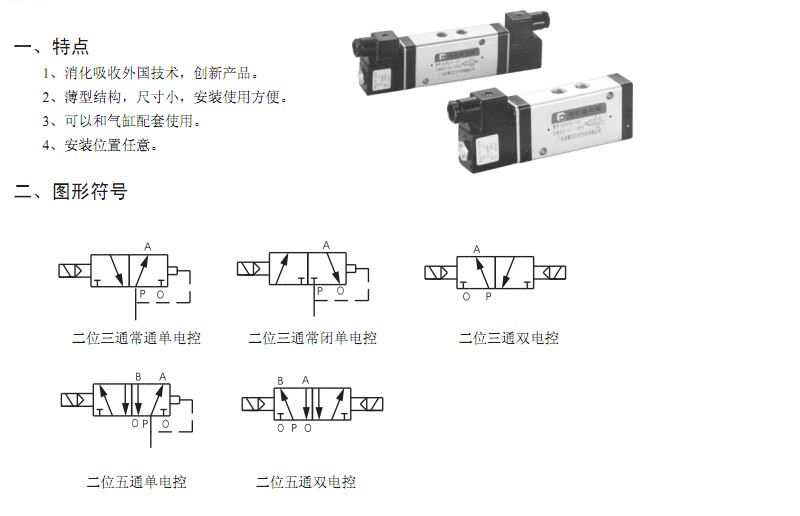 一、特点
1、消化吸收外国技术，创新产品。
2、薄型结构，尺寸小，安装使用方便。
3、可以和气缸配套使用。
4、安装位置任意。
二、图形符号
A
P O
二位三通常通单电控
A
P O
二位三通常闭单电控
A
O P
二位三通双电控
B A
O P O
二位五通单电控
B A
O P O
二位五通双电控